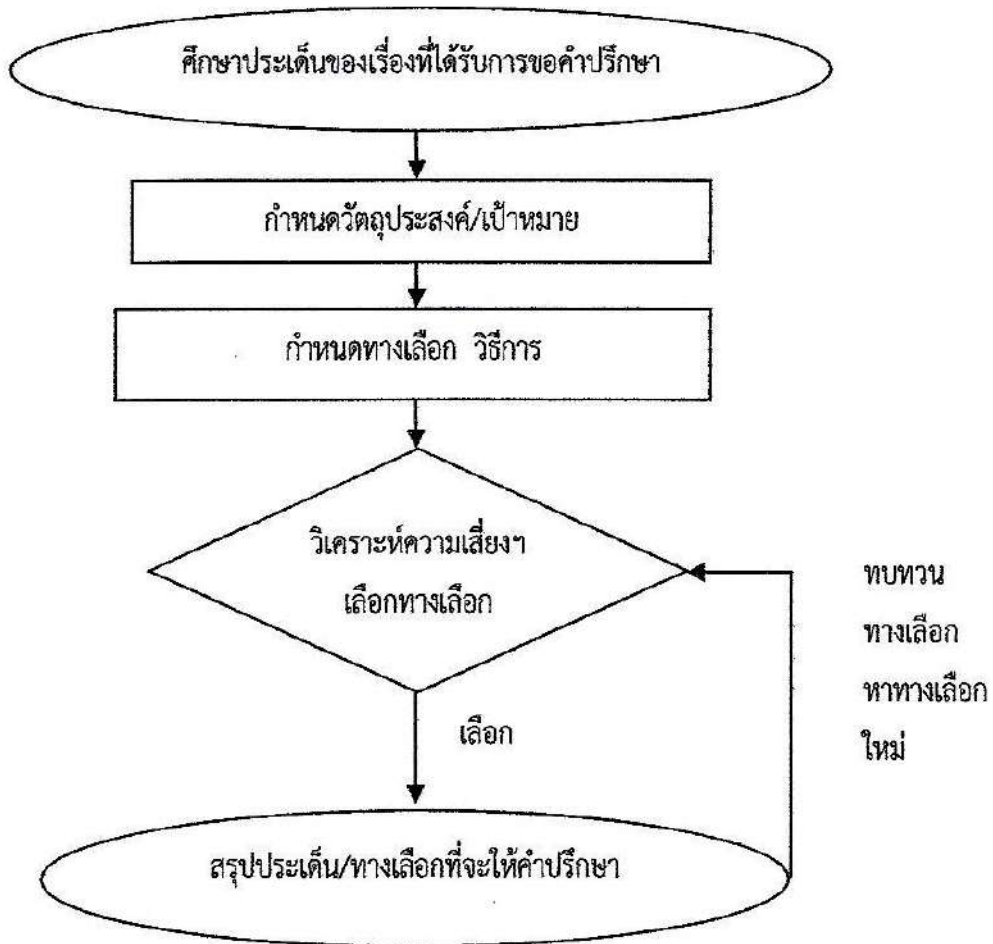 ศึกษาประเด็นของเรื่องที่ได้รับการขอคำปรึกษา
กำหนดวัตถุประสงค์/เป้าหมาย
กำหนดทางเลือก วิธีการ
วิเคราะห์ความเสี่ยงฯ
เลือกทางเลือก
ทบทวน
ทางเลือก
หาทางเลือก
ใหม่
เลือก
สรุปประเด็น/ทางเลือกที่จะให้คำปรึกษา